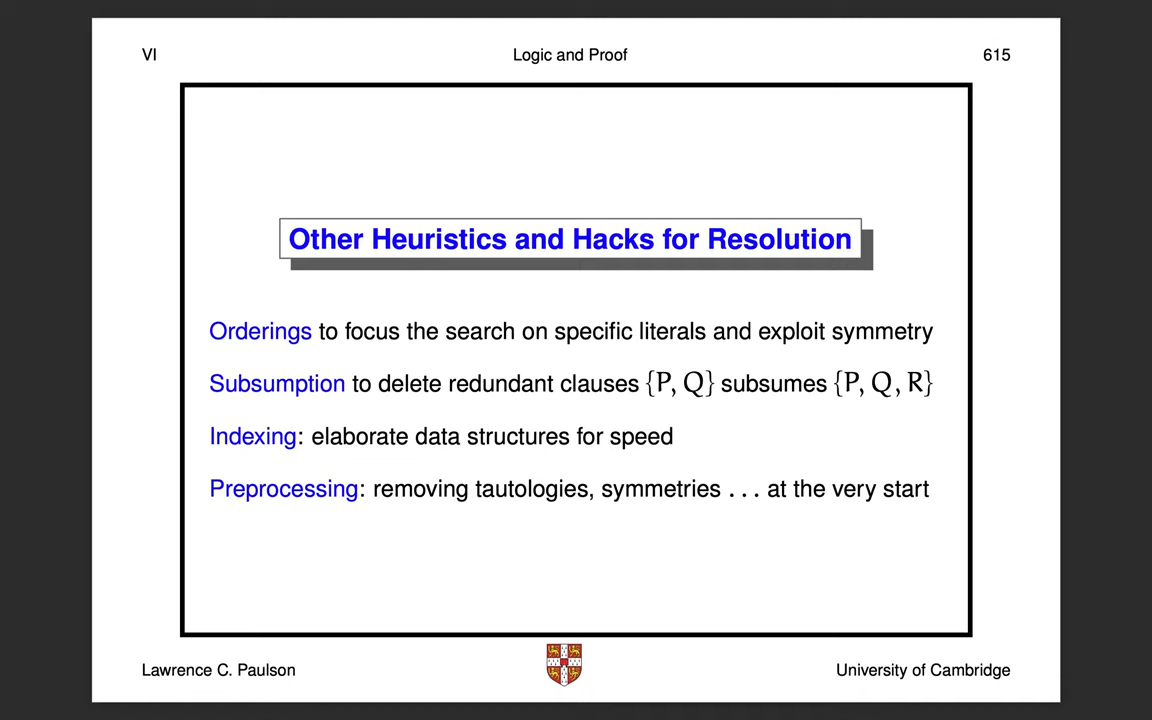 VI Logic and Proof 615
Other Heuristics and Hacks for Resolution
Orderings to focus the search on specific literals and exploit symmetry
Subsumption to delete redundant clauses {P, Q} subsumes {P, Q, R}
Indexing: elaborate data structures for speed
Preprocessing: removing tautologies, symmetries . . . at the very start
Lawrence C. Paulson University of Cambridge